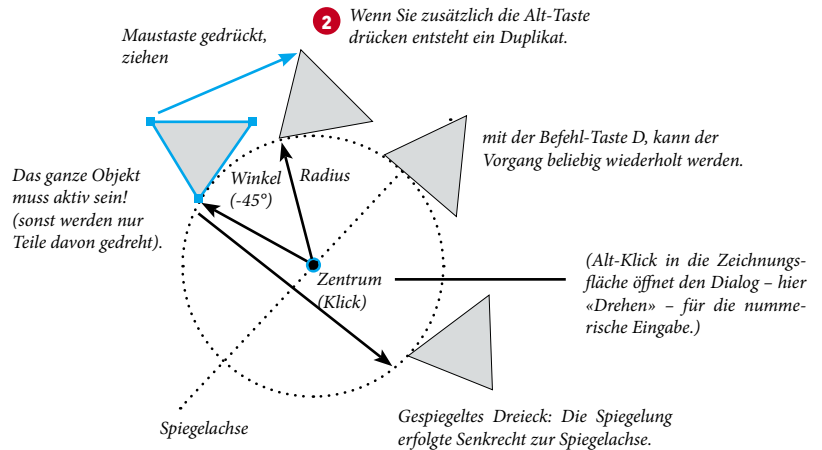 2 Wenn Sie zusätzlich die Alt-Taste
drücken entsteht ein Duplikat.
Maustaste gedrückt,
ziehen
mit der Befehl-Taste D, kann der
Vorgang beliebig wiederholt werden.
Das ganze Objekt
muss aktiv sein!
(sonst werden nur
Teile davon gedreht).
Winkel
(-45°)
Radius
Zentrum
(Klick)
(Alt-Klick in die Zeichnungs-
fläche öffnet den Dialog – hier
«Drehen» – für die numme-
rische Eingabe.)
Spiegelachse
Gespiegeltes Dreieck: Die Spiegelung
erfolgte Senkrecht zur Spiegelachse.